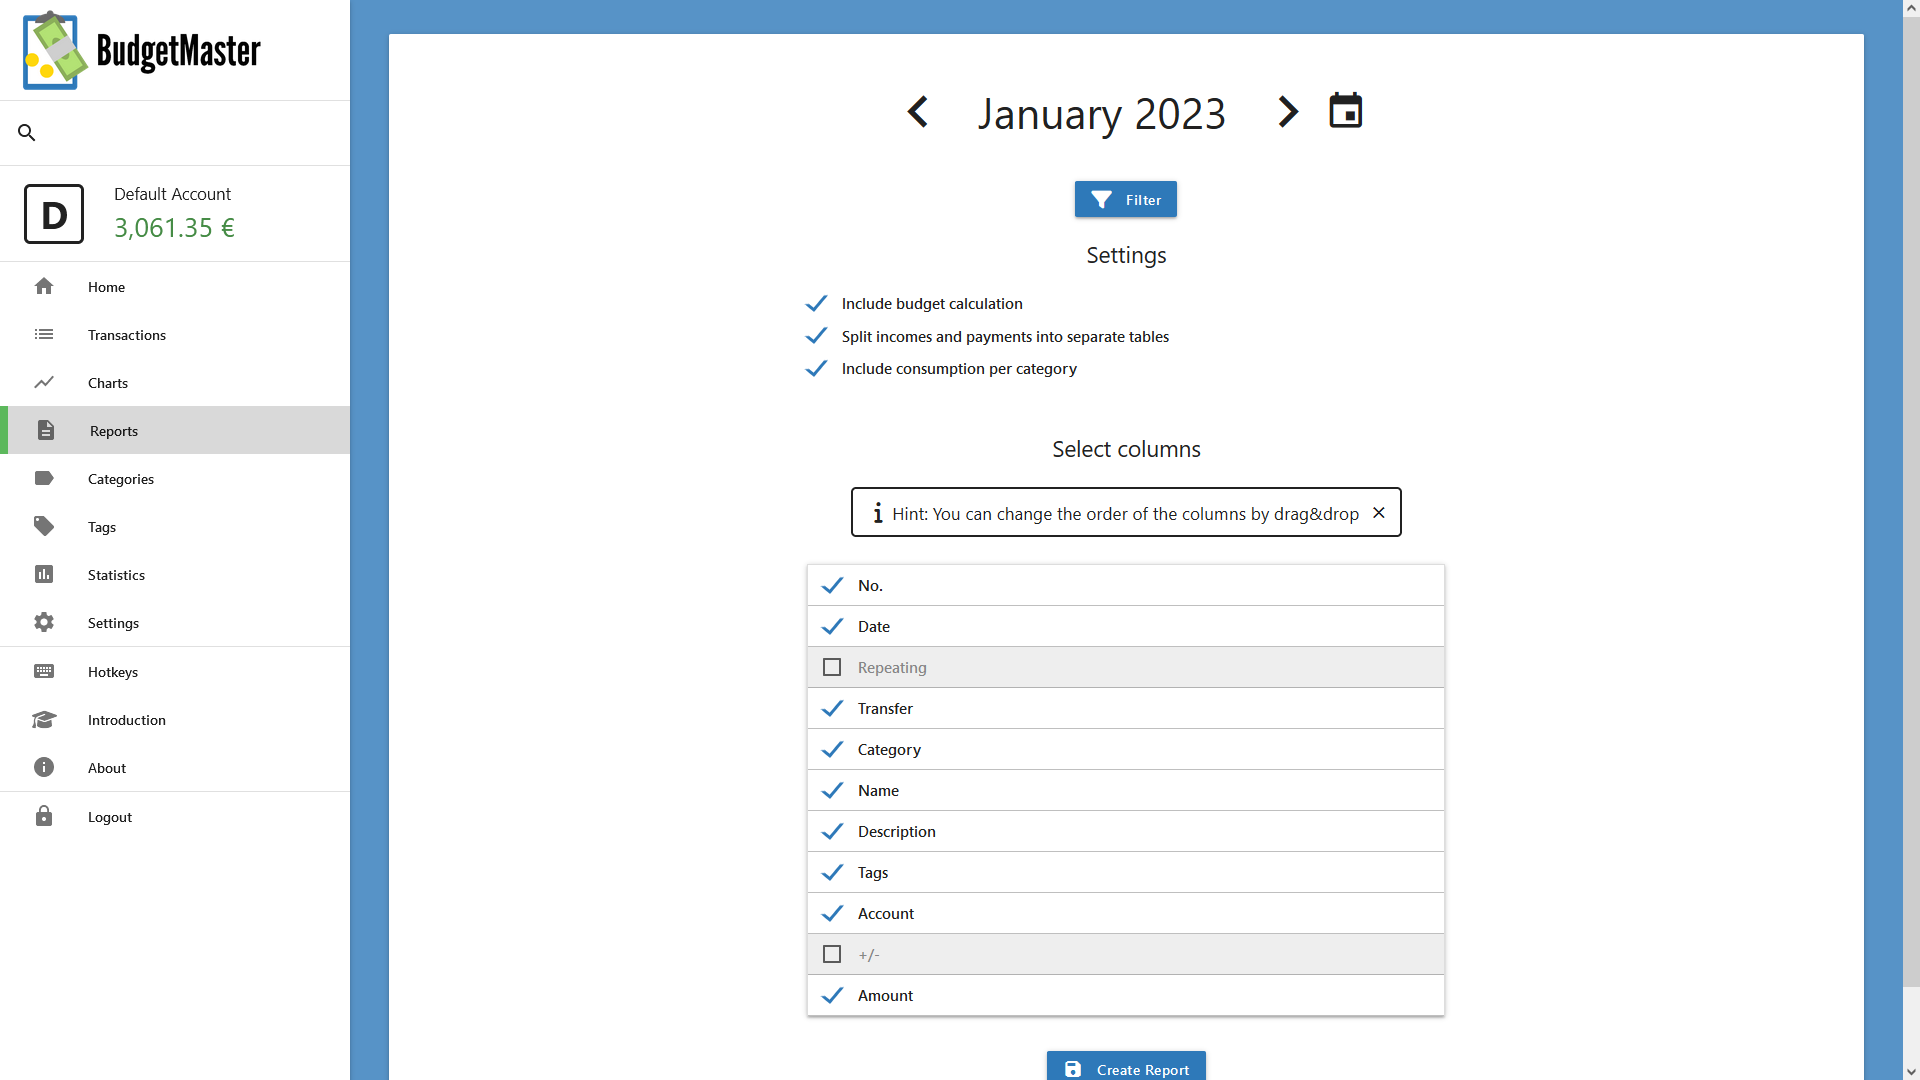 BudgetMaster
D
Default Account
3,061.35 €
Home
Transactions
Charts
Reports
Categories
Tags
Statistics
Settings
Hotkeys
Introduction
About
Logout
January 2023
Filter
Settings
Include budget calculation
Split incomes and payments into separate tables
Include consumption per category
Select columns
Hint: You can change the order of the columns by drag&drop
No.
Date
Repeating
Transfer
Category
Name
Description
Tags
Account
+/-
Amount
Create Report